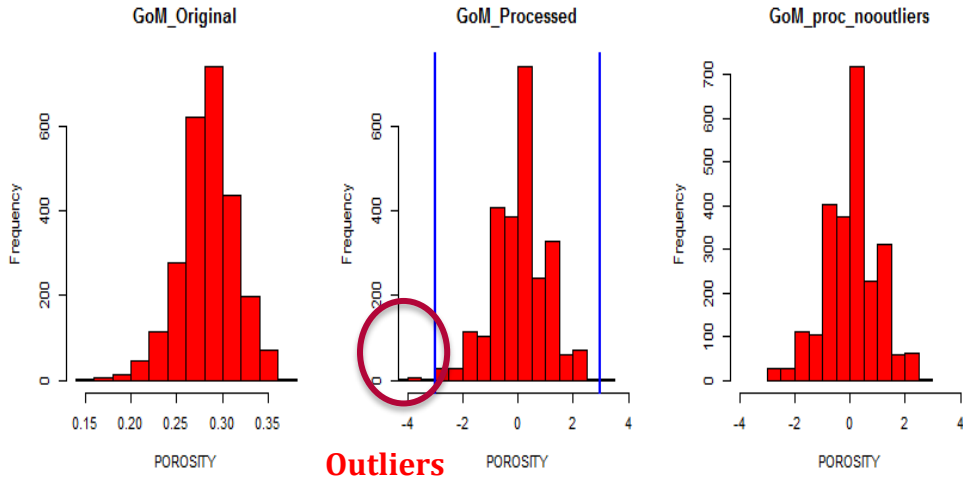 GoM_Original
Frequency
0
200
400
600
0.15 0.20 0.25 0.30 0.35
POROSITY
GoM_Processed
Frequency
0
200
400
600
-4 -2 0 2 4
POROSITY
Outliers
GoM_proc_nooutliers
Frequency
0
100
200
300
400
500
600
700
-4 -2 0 2 4
POROSITY